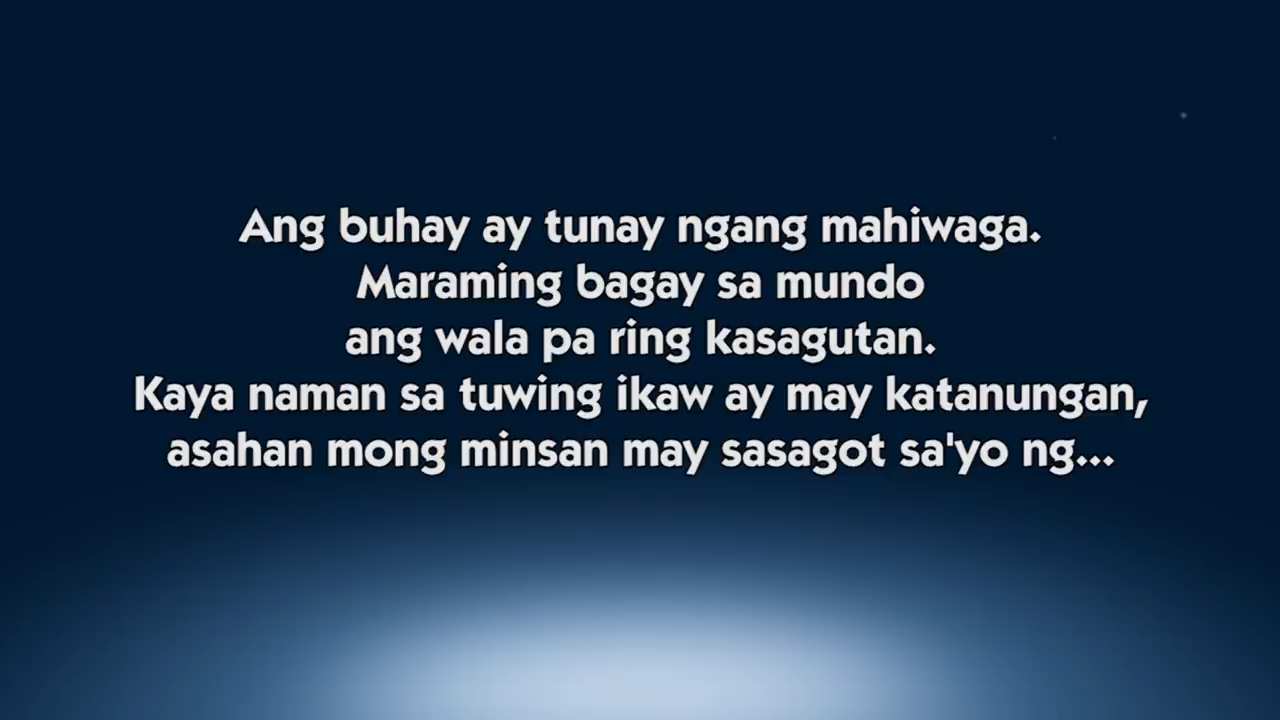 Ang buhay ay tunay ngang mahiwaga.
Maraming bagay sa mundo
ang wala pa ring kasagutan.
Kaya naman sa tuwing ikaw ay may katanungan,
asahan mong minsan may sasagot sa'yo ng...